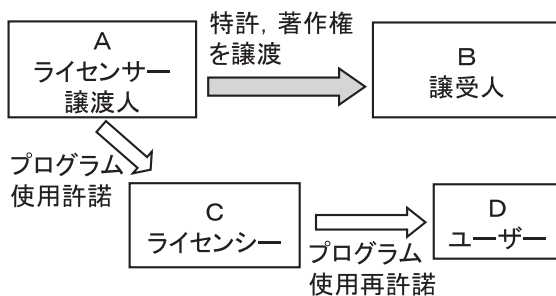 A
ライセンサー
譲渡人
特許，著作権
を譲渡
B
譲受人
プログラム
使用許諾
C
ライセンシー
プログラム
使用再許諾
D
ユーザー